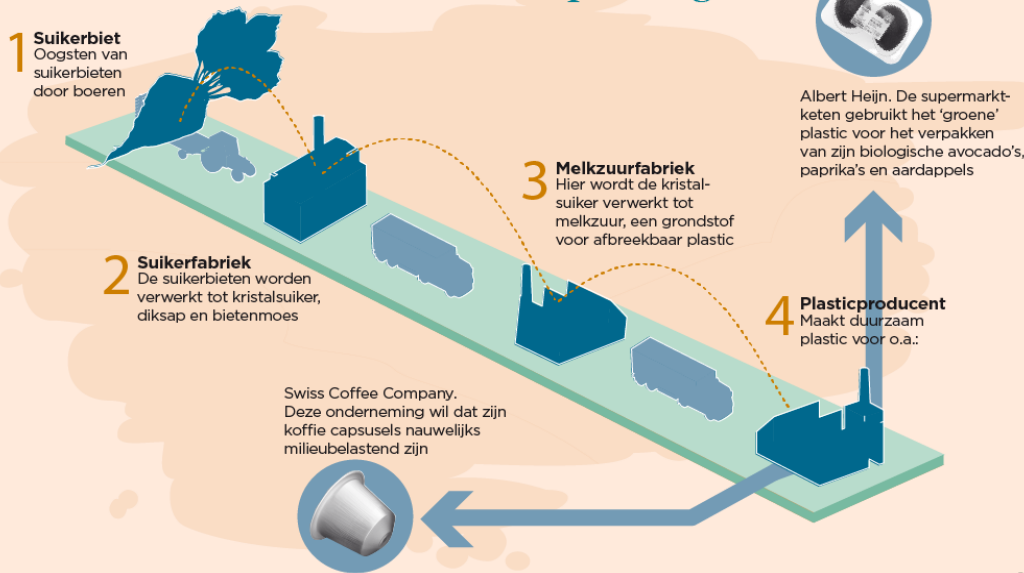 1 Suikerbiet
Oogsten van
suikerbieten
door boeren
2 Suikerfabriek
De suikerbieten worden
verwerkt tot kristalsuiker,
diksap en bietenmoes
3 Melkzuurfabriek
Hier wordt de kristal-
suiker verwerkt tot
melkzuur, een grondstof
voor afbreekbaar plastic
4 Plasticproducent
Maakt duurzaam
plastic voor o.a.:
Albert Heijn. De supermarkt-
keten gebruikt het ‘groene’
plastic voor het verpakken
van zijn biologische avocado’s,
paprika’s en aardappels
Swiss Coffee Company.
Deze onderneming wil dat zijn
koffie capsusels nauwelijks
milieubelastend zijn